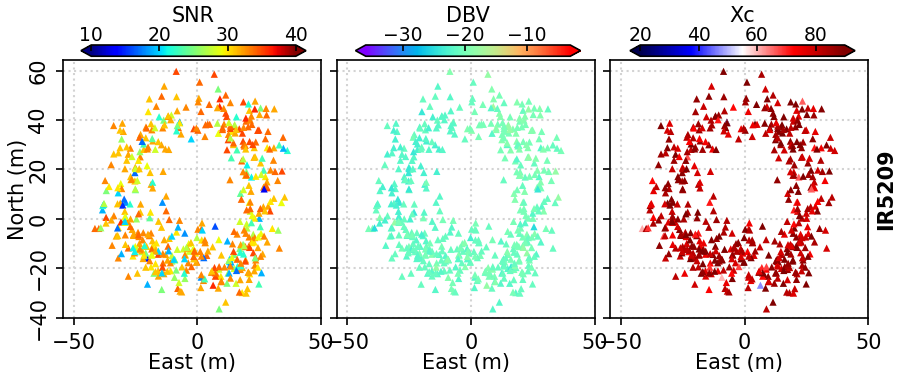 SNR DBV Xc
10 20 30 40 −30 −20 −10 20 40 60 80
60
40
20
0
−20
−40
North (m)
IR5209
−50 0 50 −50 0 50 −50 0 50
East (m) East (m) East (m)